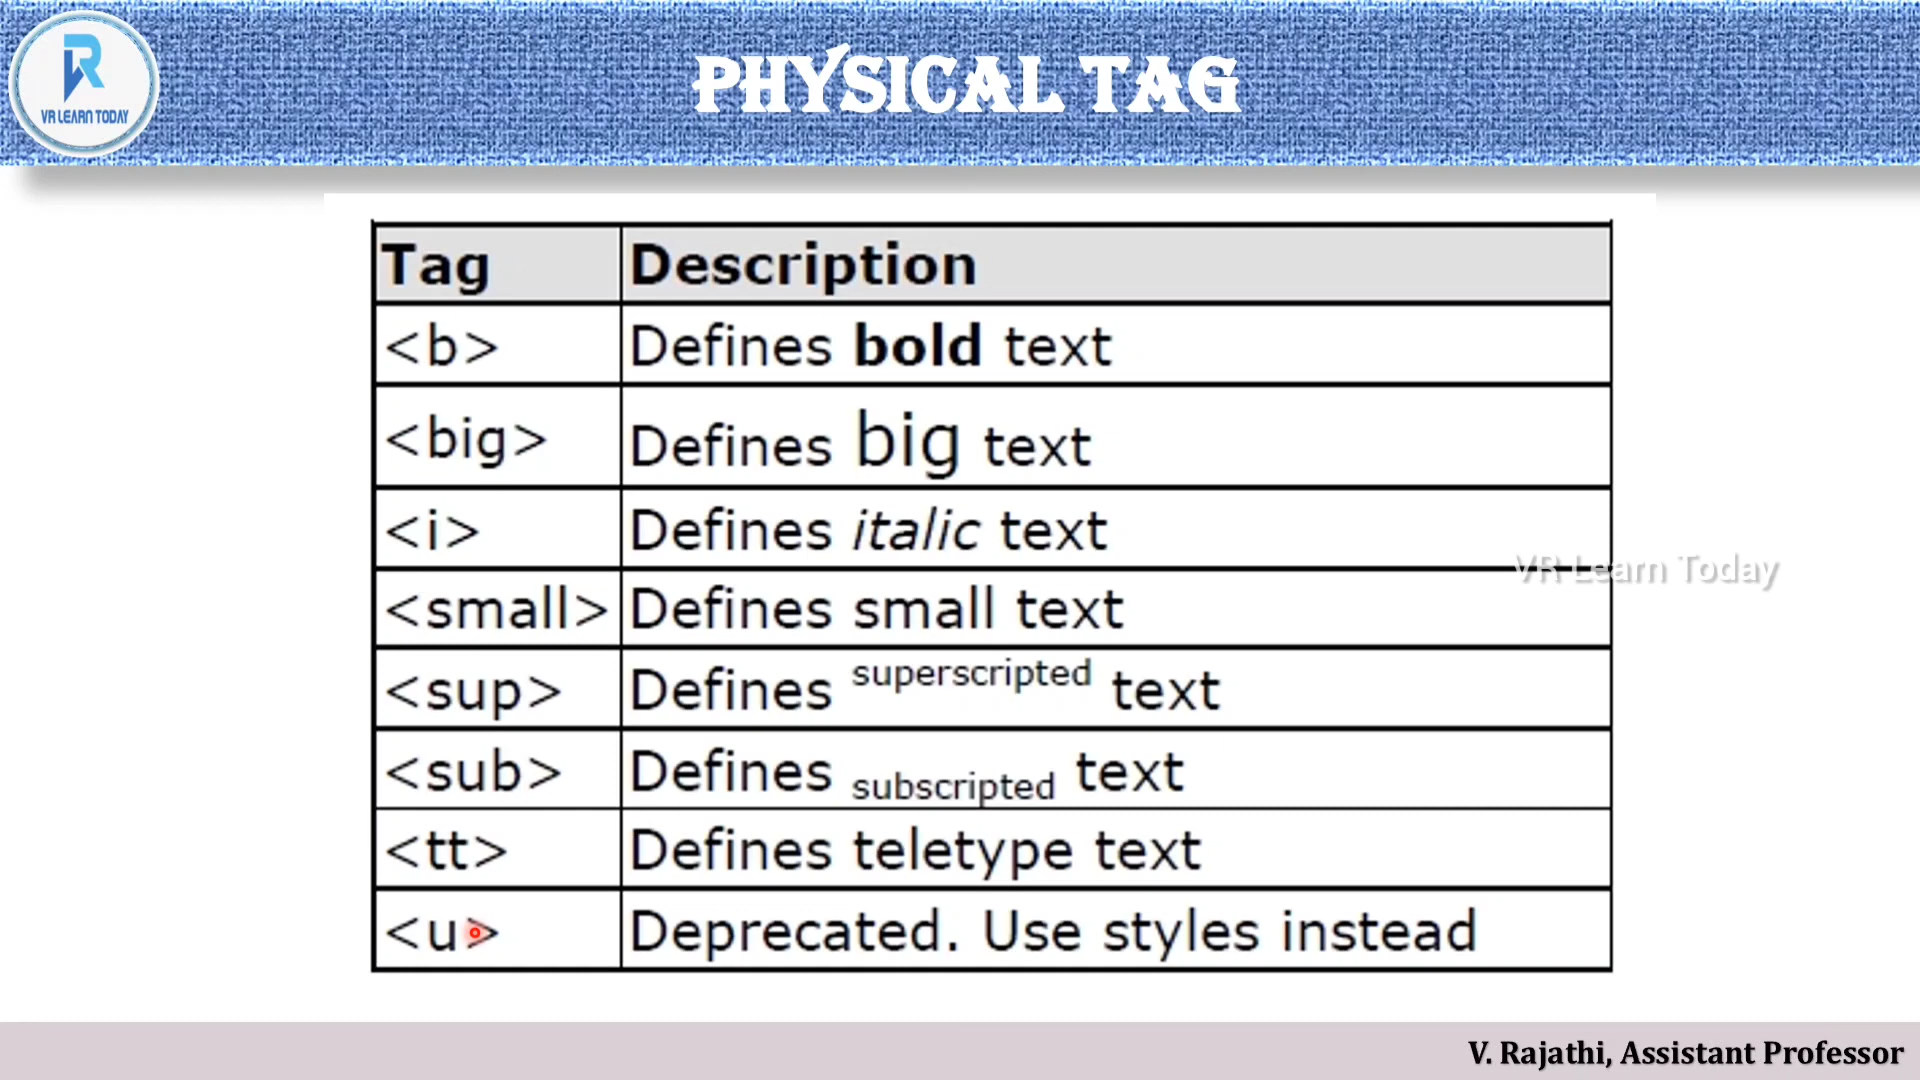 VR LEARN TODAY
PHYSICAL TAG
Tag Description
<b> Defines bold text
<big> Defines big text
<i> Defines italic text
VR Learn Today
<small> Defines small text
<sup> Defines superscripted text
<sub> Defines subscripted text
<tt> Defines teletype text
<u> Deprecated. Use styles instead
V. Rajathi, Assistant Professor